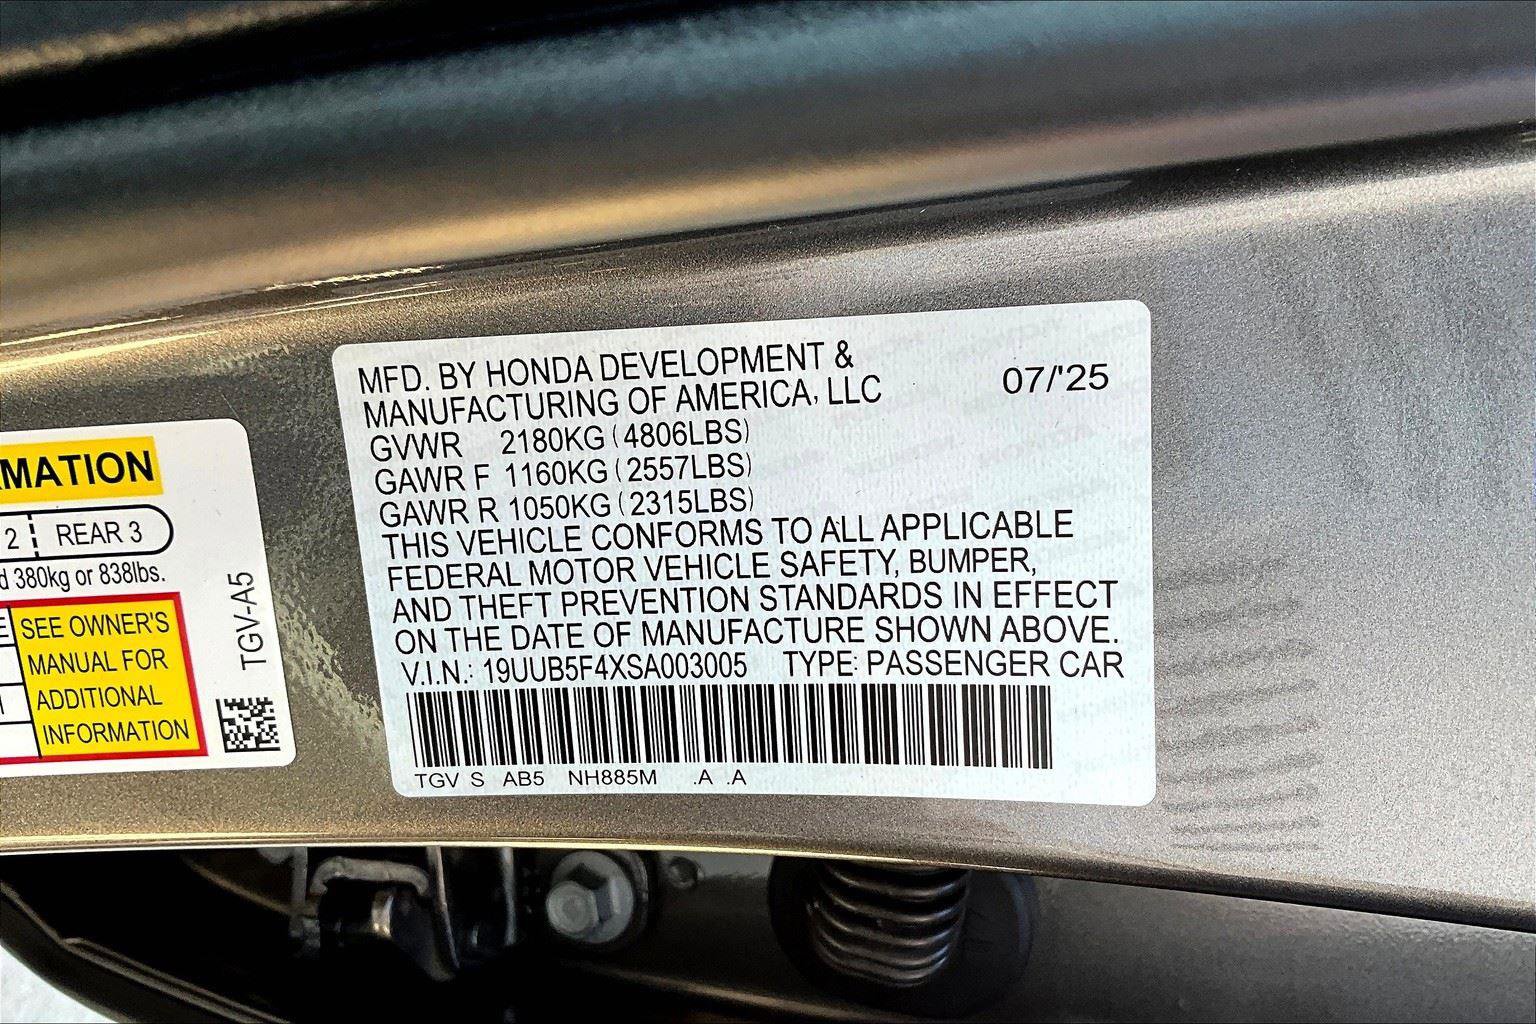 MFD. BY HONDA DEVELOPMENT &
MANUFACTURING OF AMERICA, LLC
07/'25
GVWR 2180KG (4806LBS)
GAWR F 1160KG (2557LBS)
GAWR R 1050KG (2315LBS)
THIS VEHICLE CONFORMS TO ALL APPLICABLE
FEDERAL MOTOR VEHICLE SAFETY, BUMPER,
AND THEFT PREVENTION STANDARDS IN EFFECT
ON THE DATE OF MANUFACTURE SHOWN ABOVE.
V.I.N.: 19UUB5F4XSA003005 TYPE: PASSENGER CAR
TGV S AB5 NH885M .A .A
MATION
2 REAR 3
380kg or 838lbs.
SEE OWNER'S
MANUAL FOR
ADDITIONAL
INFORMATION
TGV-A5